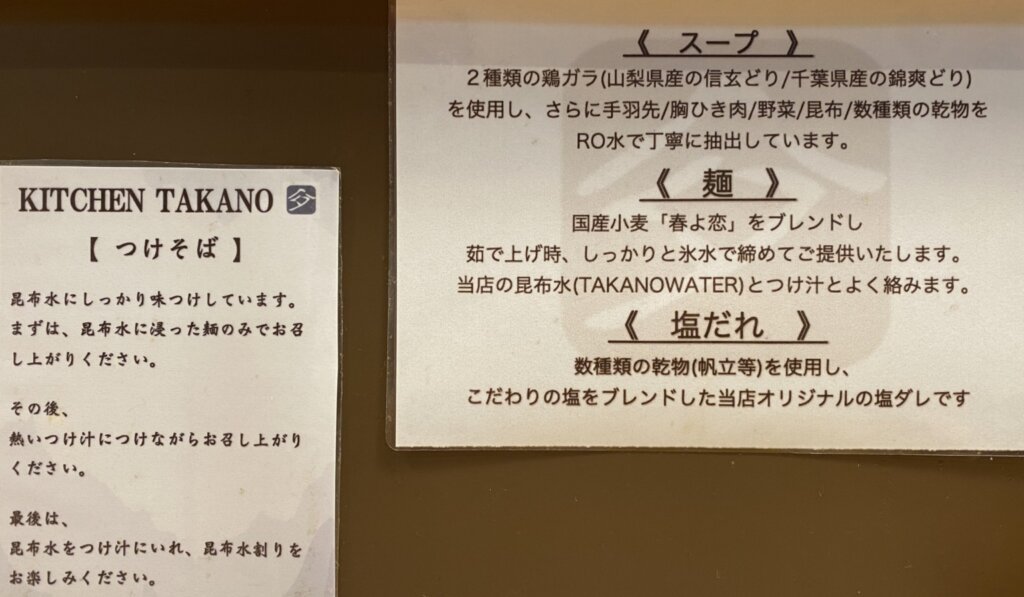 KITCHEN TAKANO
【 つけそば 】
昆布水にしっかり味つけしています。
まずは、昆布水に浸った麺のみでお召
し上がりください。
その後、
熱いつけ汁につけながらお召し上がり
ください。
最後は、
昆布水をつけ汁にいれ、昆布水割りを
お楽しみください。
《 スープ 》
２種類の鶏ガラ(山梨県産の信玄どり/千葉県産の錦爽どり)
を使用し、さらに手羽先/胸ひき肉/野菜/昆布/数種類の乾物を
RO水で丁寧に抽出しています。
《 麺 》
国産小麦「春よ恋」をブレンドし
茹で上げ時、しっかりと氷水で締めてご提供いたします。
当店の昆布水(TAKANOWATER)とつけ汁とよく絡みます。
《 塩だれ 》
数種類の乾物(帆立等)を使用し、
こだわりの塩をブレンドした当店オリジナルの塩ダレです